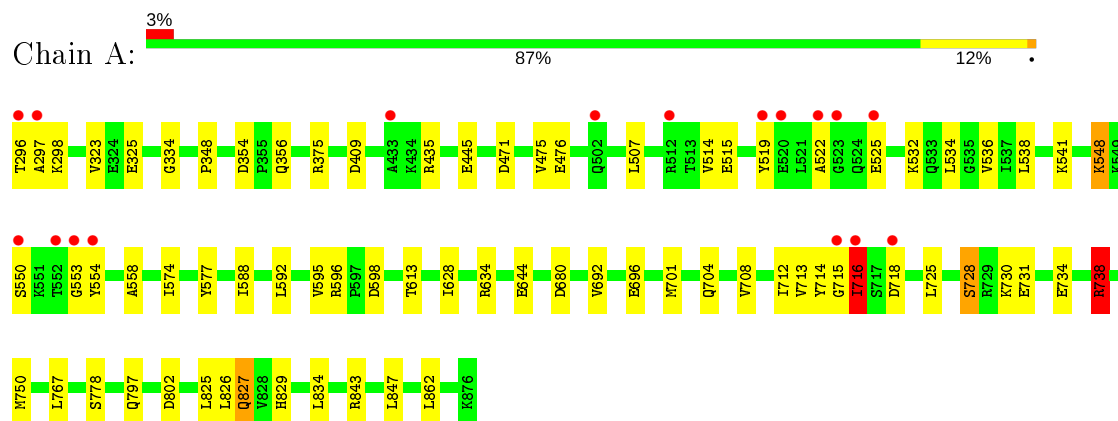 3%
Chain A:
87% 12% •
T296 A297 K298 V323 E324 E325 G334 P348 D354 P355 Q356 R375 D409 A433 K434 R435 E445 D471 V475 E476 Q502 L507 R512 T513 V514 E515 Y519 E520 L521 A522 G523 Q524 E525 K532 Q533 L534 G535 V536 I537 L538 K541 K548 K549
S550 K551 T552 G553 Y554 A558 I574 Y577 I588 L592 V595 R596 P597 D598 T613 I628 R634 E644 D680 V692 E696 M701 Q704 V708 I712 V713 Y714 G715 I716 S717 D718 L725 S728 R729 K730 E731 E734 R738
M750 L767 S778 Q797 D802 L825 L826 Q827 V828 H829 L834 R843 L847 L862 K876